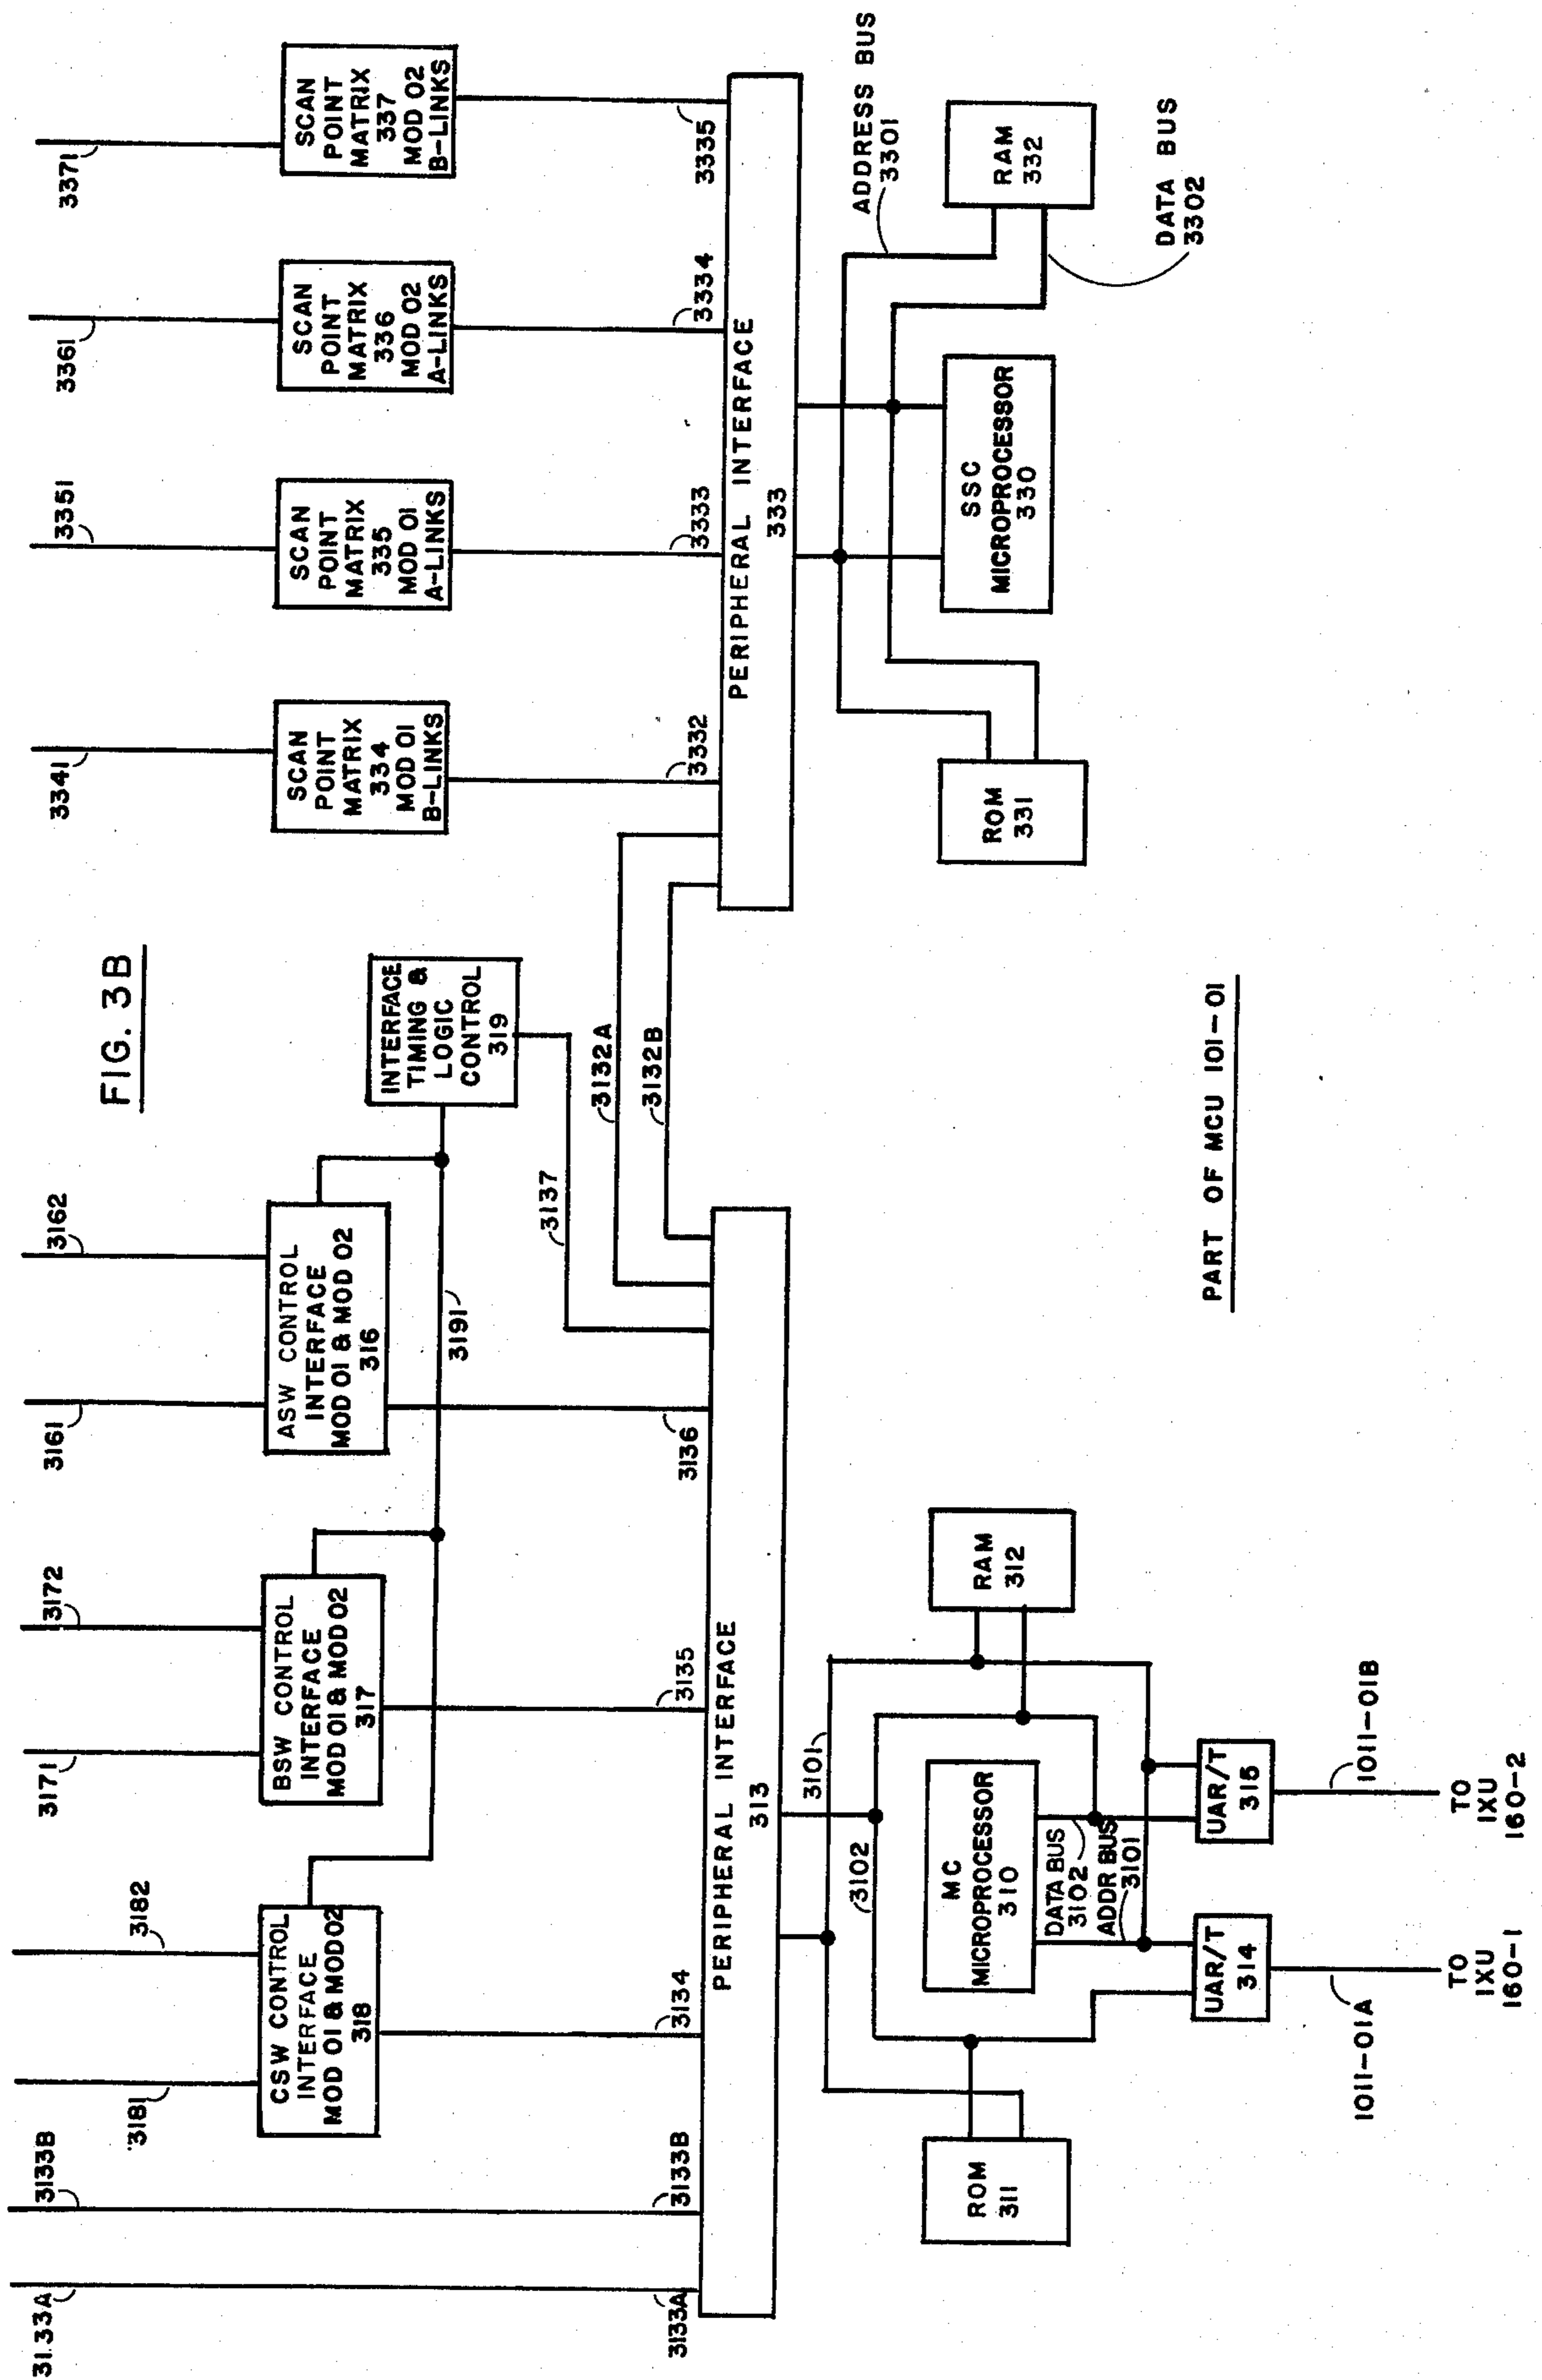 FIG. 3B
3133A
3133B
3181
3182
3171
3172
3161
3162
3341
3351
3361
3371
CSW CONTROL
INTERFACE
MOD 01 & MOD 02
318
BSW CONTROL
INTERFACE
MOD 01 & MOD 02
317
ASW CONTROL
INTERFACE
MOD 01 & MOD 02
316
INTERFACE
TIMING &
LOGIC
CONTROL
319
SCAN
POINT
MATRIX
334
MOD 01
B-LINKS
SCAN
POINT
MATRIX
335
MOD 01
A-LINKS
SCAN
POINT
MATRIX
336
MOD 02
A-LINKS
SCAN
POINT
MATRIX
337
MOD 02
B-LINKS
3191
3137
3132A
3132B
3133A
3133B
3134
3135
3136
3332
3333
3334
3335
PERIPHERAL INTERFACE
313
PERIPHERAL INTERFACE
333
3101
3102
ROM
311
MC
MICROPROCESSOR
310
RAM
312
DATA BUS
3102
ADDR BUS
3101
UAR/T
314
UAR/T
315
1011-01A
1011-01B
TO
IXU
160-1
TO
IXU
160-2
ROM
331
SSC
MICROPROCESSOR
330
RAM
332
ADDRESS BUS
3301
DATA BUS
3302
PART OF MCU 101-01